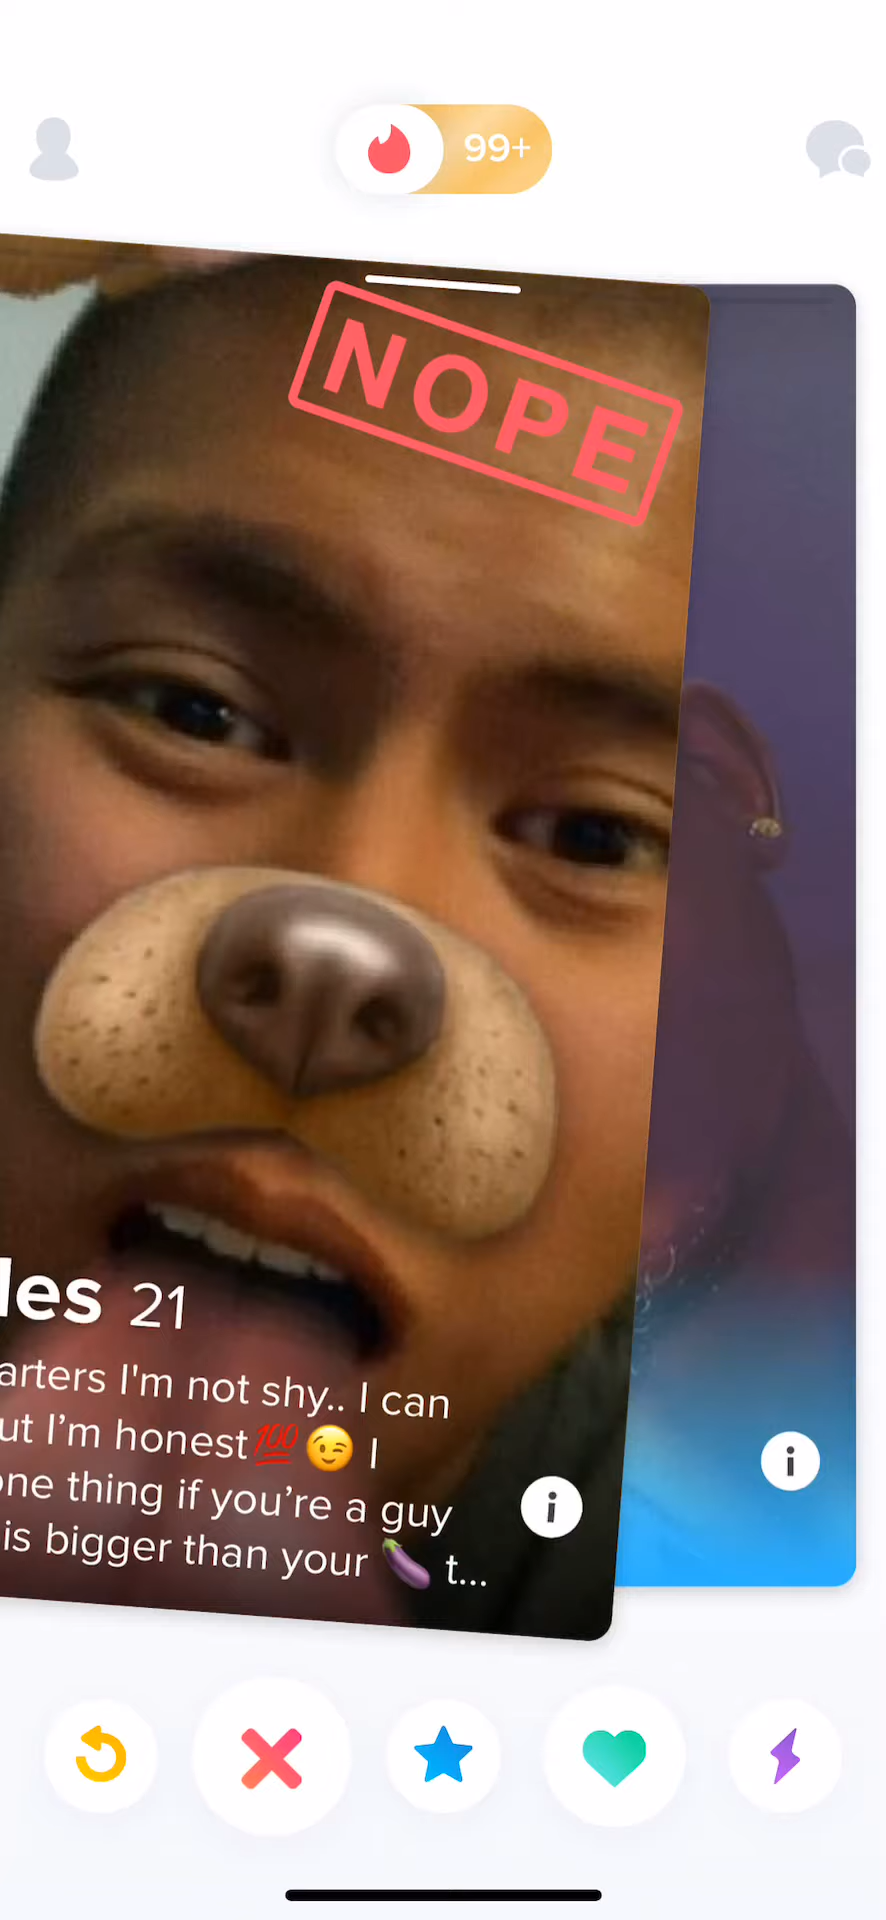 99+
NOPE
les 21
arters I'm not shy.. I can
ut I’m honest💯😉 I
one thing if you’re a guy
is bigger than your 🍆 t...